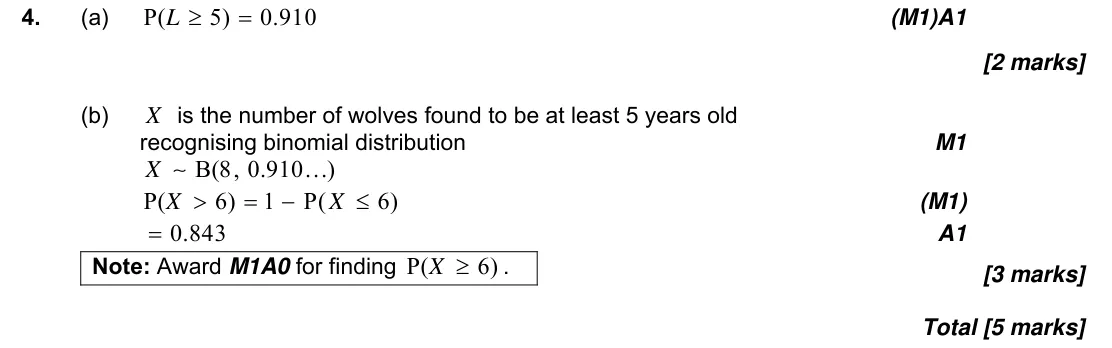 4. (a) P(L ≥ 5) = 0.910 (M1)A1
[2 marks]
(b) X is the number of wolves found to be at least 5 years old
recognising binomial distribution M1
X ~ B(8, 0.910…)
P(X > 6) = 1 − P(X ≤ 6) (M1)
= 0.843 A1
Note: Award M1A0 for finding P(X ≥ 6).
[3 marks]
Total [5 marks]